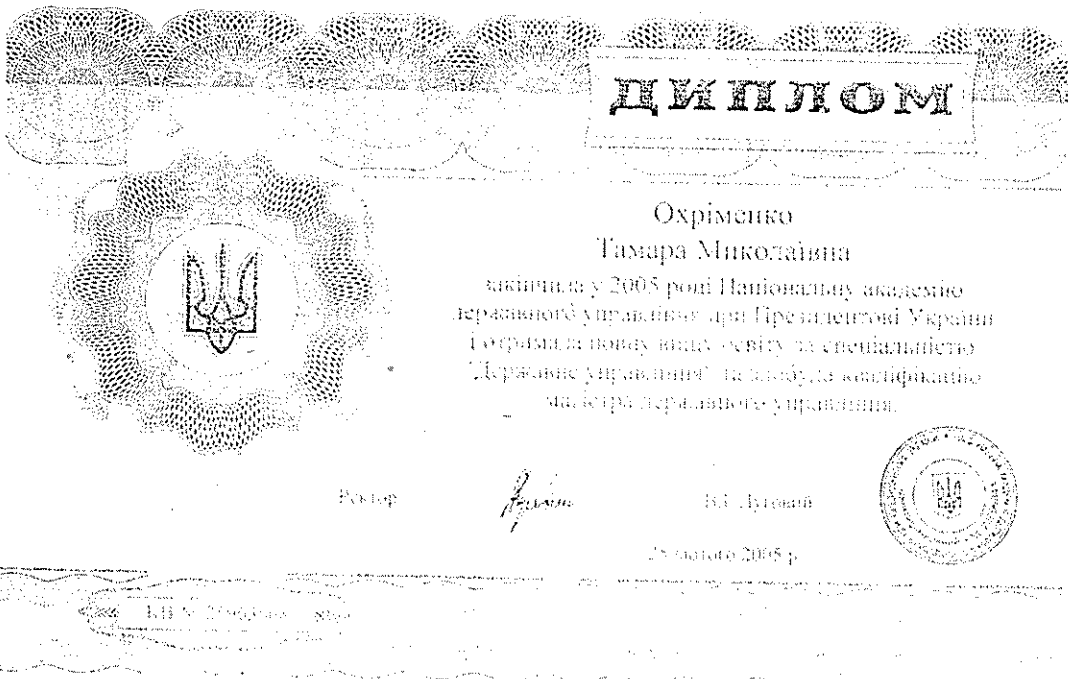 ДИПЛОМ
Охріменко
Тамара Миколаївна
закінчила у 2005 році Національну академію
державного управління при Президентові України
і отримала повну вищу освіту за спеціальністю
"Державне управління" та здобула кваліфікацію
магістра державного управління.
Ректор В.І. Луговий
25 лютого 2005 р.